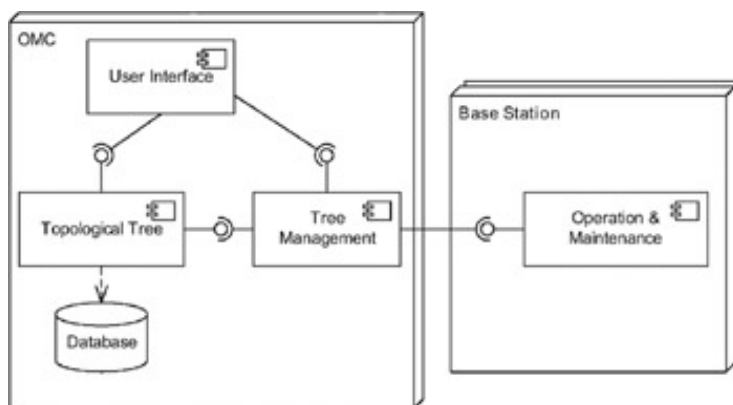 OMC
User Interface
Base Station
Topological Tree
Tree
Management
Operation &
Maintenance
Database